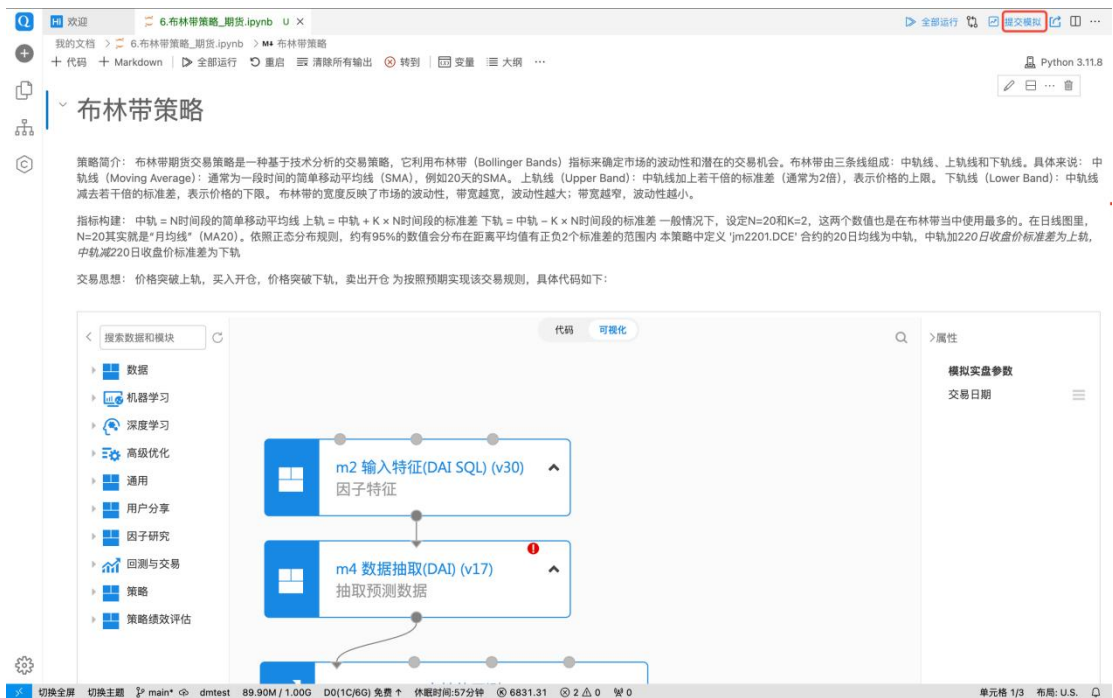 欢迎
6.布林带策略_期货.ipynb U ×
全部运行 提交模拟 ...
我的文档 > 6.布林带策略_期货.ipynb > M↓ 布林带策略
+ 代码 + Markdown | 全部运行 重启 清除所有输出 转到 | 变量 大纲 ...
Python 3.11.8
布林带策略
策略简介： 布林带期货交易策略是一种基于技术分析的交易策略，它利用布林带（Bollinger Bands）指标来确定市场的波动性和潜在的交易机会。布林带由三条线组成：中轨线、上轨线和下轨线。具体来说： 中
轨线（Moving Average）：通常为一段时间的简单移动平均线（SMA），例如20天的SMA。 上轨线（Upper Band）：中轨线加上若干倍的标准差（通常为2倍），表示价格的上限。 下轨线（Lower Band）：中轨线
减去若干倍的标准差，表示价格的下限。 布林带的宽度反映了市场的波动性，带宽越宽，波动性越大；带宽越窄，波动性越小。
指标构建： 中轨 = N时间段的简单移动平均线 上轨 = 中轨 + K × N时间段的标准差 下轨 = 中轨 − K × N时间段的标准差 一般情况下，设定N=20和K=2，这两个数值也是在布林带当中使用最多的。在日线图里，
N=20其实就是“月均线”（MA20）。依照正态分布规则，约有95%的数值会分布在距离平均值有正负2个标准差的范围内 本策略中定义 'jm2201.DCE' 合约的20日均线为中轨，中轨加220日收盘价标准差为上轨，
中轨减220日收盘价标准差为下轨
交易思想： 价格突破上轨，买入开仓，价格突破下轨，卖出开仓 为按照预期实现该交易规则，具体代码如下：
搜索数据和模块
代码 可视化
>属性
数据
机器学习
深度学习
高级优化
通用
用户分享
因子研究
回测与交易
策略
策略绩效评估
模拟实盘参数
交易日期
m2 输入特征(DAI SQL) (v30)
因子特征
m4 数据抽取(DAI) (v17)
抽取预测数据
切换全屏 切换主题 main* dmtest 89.90M / 1.00G D0(1C/6G) 免费↑ 休眠时间:57分钟 6831.31 2 0 0
单元格 1/3 布局: U.S.